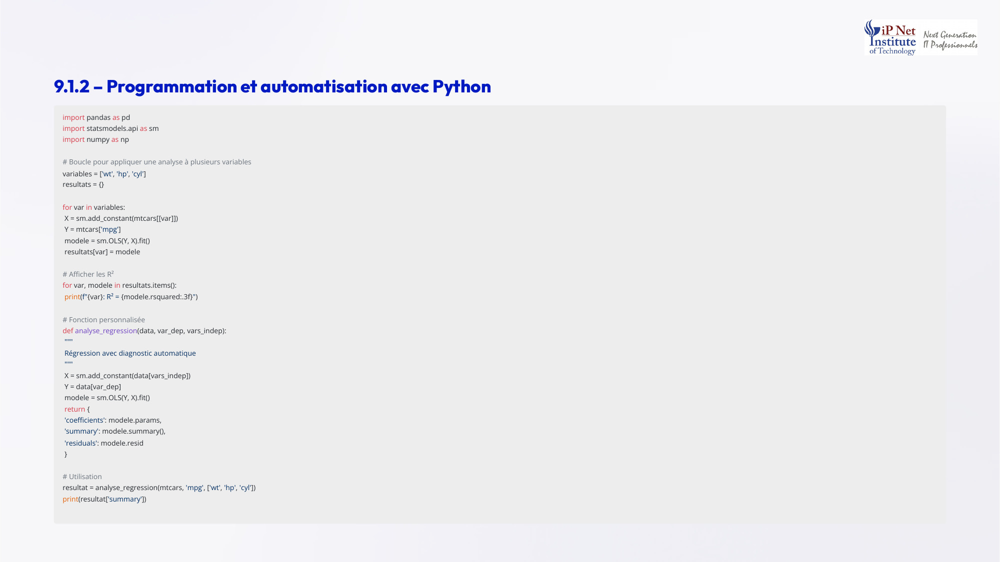 iP Net
Institute
of Technology
Next Generation
IT Professionnels
9.1.2 – Programmation et automatisation avec Python
import pandas as pd
import statsmodels.api as sm
import numpy as np
# Boucle pour appliquer une analyse à plusieurs variables
variables = ['wt', 'hp', 'cyl']
resultats = {}
for var in variables:
X = sm.add_constant(mtcars[[var]])
Y = mtcars['mpg']
modele = sm.OLS(Y, X).fit()
resultats[var] = modele
# Afficher les R²
for var, modele in resultats.items():
print(f"{var}: R² = {modele.rsquared:.3f}")
# Fonction personnalisée
def analyse_regression(data, var_dep, vars_indep):
"""
Régression avec diagnostic automatique
"""
X = sm.add_constant(data[vars_indep])
Y = data[var_dep]
modele = sm.OLS(Y, X).fit()
return {
'coefficients': modele.params,
'summary': modele.summary(),
'residuals': modele.resid
}
# Utilisation
resultat = analyse_regression(mtcars, 'mpg', ['wt', 'hp', 'cyl'])
print(resultat['summary'])